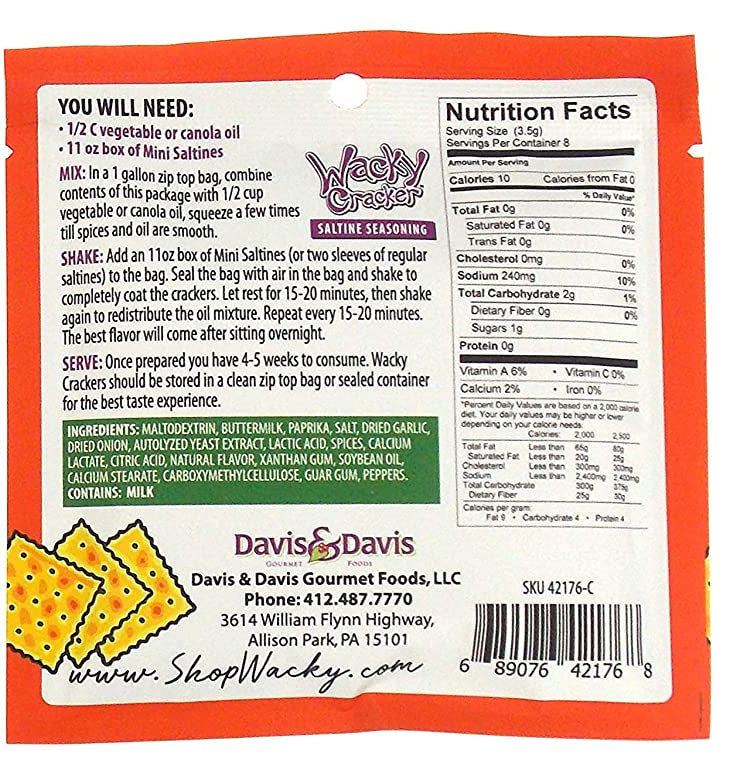 YOU WILL NEED:
• 1/2 C vegetable or canola oil
• 11 oz box of Mini Saltines
MIX: In a 1 gallon zip top bag, combine
contents of this package with 1/2 cup
vegetable or canola oil, squeeze a few times
till spices and oil are smooth.
Wacky
Cracker
SALTINE SEASONING
SHAKE: Add an 11oz box of Mini Saltines (or two sleeves of regular
saltines) to the bag. Seal the bag with air in the bag and shake to
completely coat the crackers. Let rest for 15-20 minutes, then shake
again to redistribute the oil mixture. Repeat every 15-20 minutes.
The best flavor will come after sitting overnight.
SERVE: Once prepared you have 4-5 weeks to consume. Wacky
Crackers should be stored in a clean zip top bag or sealed container
for the best taste experience.
INGREDIENTS: MALTODEXTRIN, BUTTERMILK, PAPRIKA, SALT, DRIED GARLIC,
DRIED ONION, AUTOLYZED YEAST EXTRACT, LACTIC ACID, SPICES, CALCIUM
LACTATE, CITRIC ACID, NATURAL FLAVOR, XANTHAN GUM, SOYBEAN OIL,
CALCIUM STEARATE, CARBOXYMETHYLCELLULOSE, GUAR GUM, PEPPERS.
CONTAINS: MILK
Nutrition Facts
Serving Size (3.5g)
Servings Per Container 8
Amount Per Serving
Calories 10 Calories from Fat 0
% Daily Value*
Total Fat 0g 0%
Saturated Fat 0g 0%
Trans Fat 0g
Cholesterol 0mg 0%
Sodium 240mg 10%
Total Carbohydrate 2g 1%
Dietary Fiber 0g 0%
Sugars 1g
Protein 0g
Vitamin A 6% • Vitamin C 0%
Calcium 2% • Iron 0%
*Percent Daily Values are based on a 2,000 calorie
diet. Your daily values may be higher or lower
depending on your calorie needs.
Calories: 2,000 2,500
Total Fat Less than 65g 80g
Saturated Fat Less than 20g 25g
Cholesterol Less than 300mg 300mg
Sodium Less than 2,400mg 2,400mg
Total Carbohydrate 300g 375g
Dietary Fiber 25g 30g
Calories per gram:
Fat 9 • Carbohydrate 4 • Protein 4
Davis & Davis
GOURMET FOODS
Davis & Davis Gourmet Foods, LLC
Phone: 412.487.7770
3614 William Flynn Highway,
Allison Park, PA 15101
www.ShopWacky.com
SKU 42176-C
6 89076 42176 8